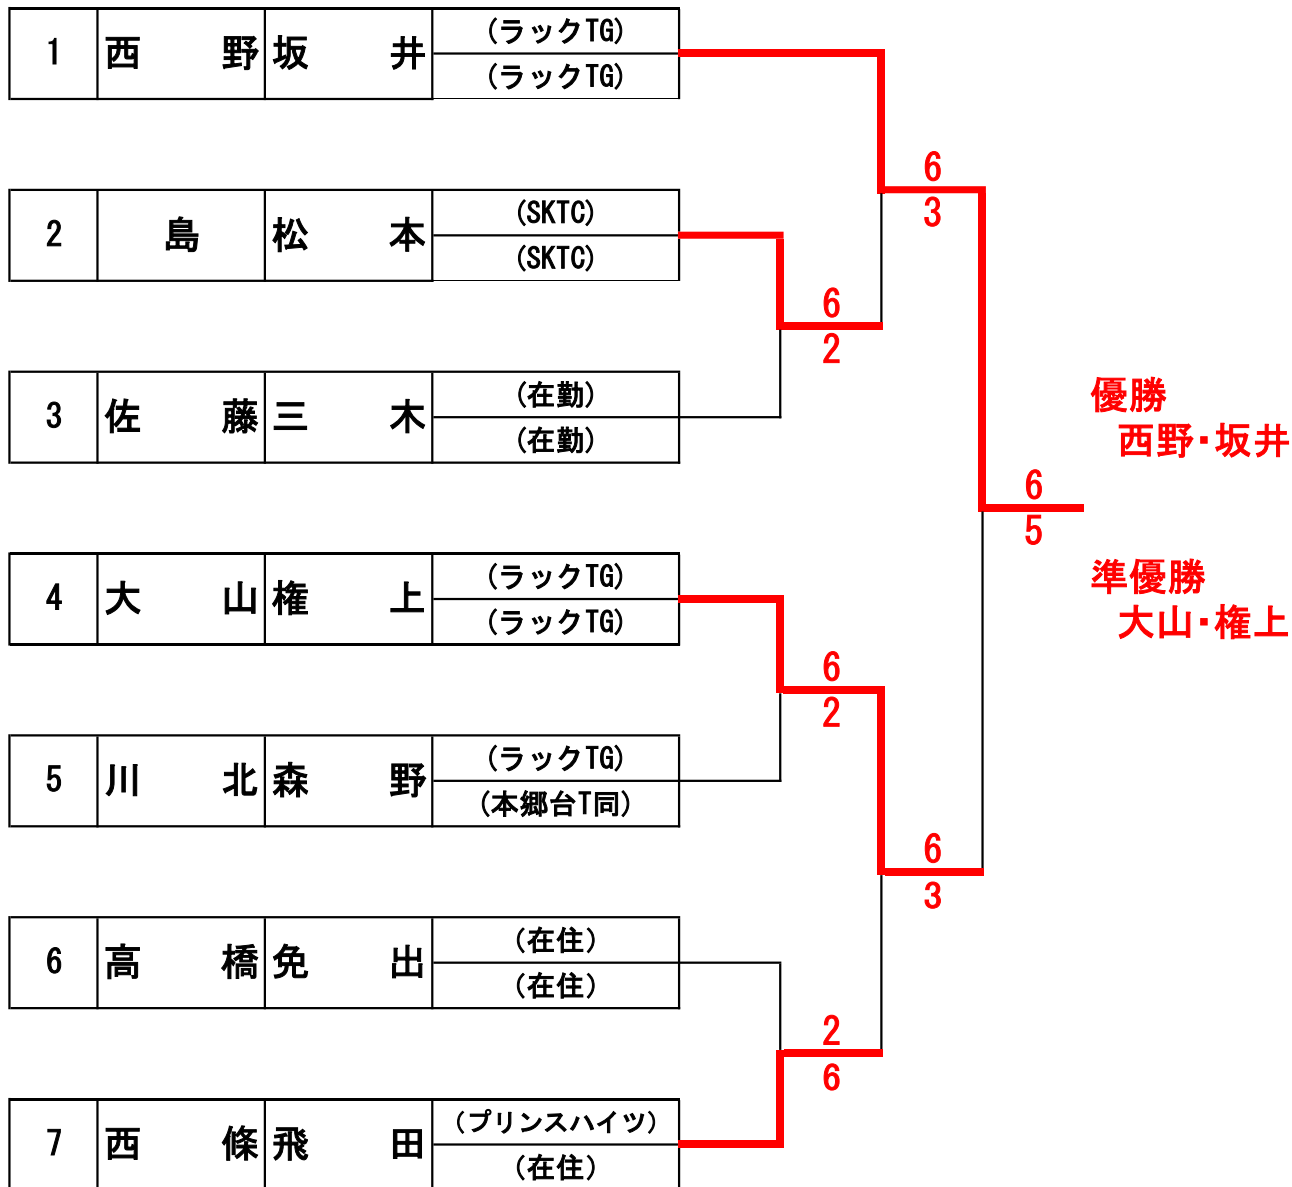 1 西野 坂井 (ラックTG)
(ラックTG)
6
3
2 島 松本 (SKTC)
(SKTC)
6
2
3 佐藤 三木 (在勤)
(在勤)
優勝
西野・坂井
6
5
4 大山 権上 (ラックTG)
(ラックTG)
準優勝
大山・権上
6
2
5 川北 森野 (ラックTG)
(本郷台T同)
6
3
6 高橋 免出 (在住)
(在住)
2
6
7 西條 飛田 (プリンスハイツ)
(在住)